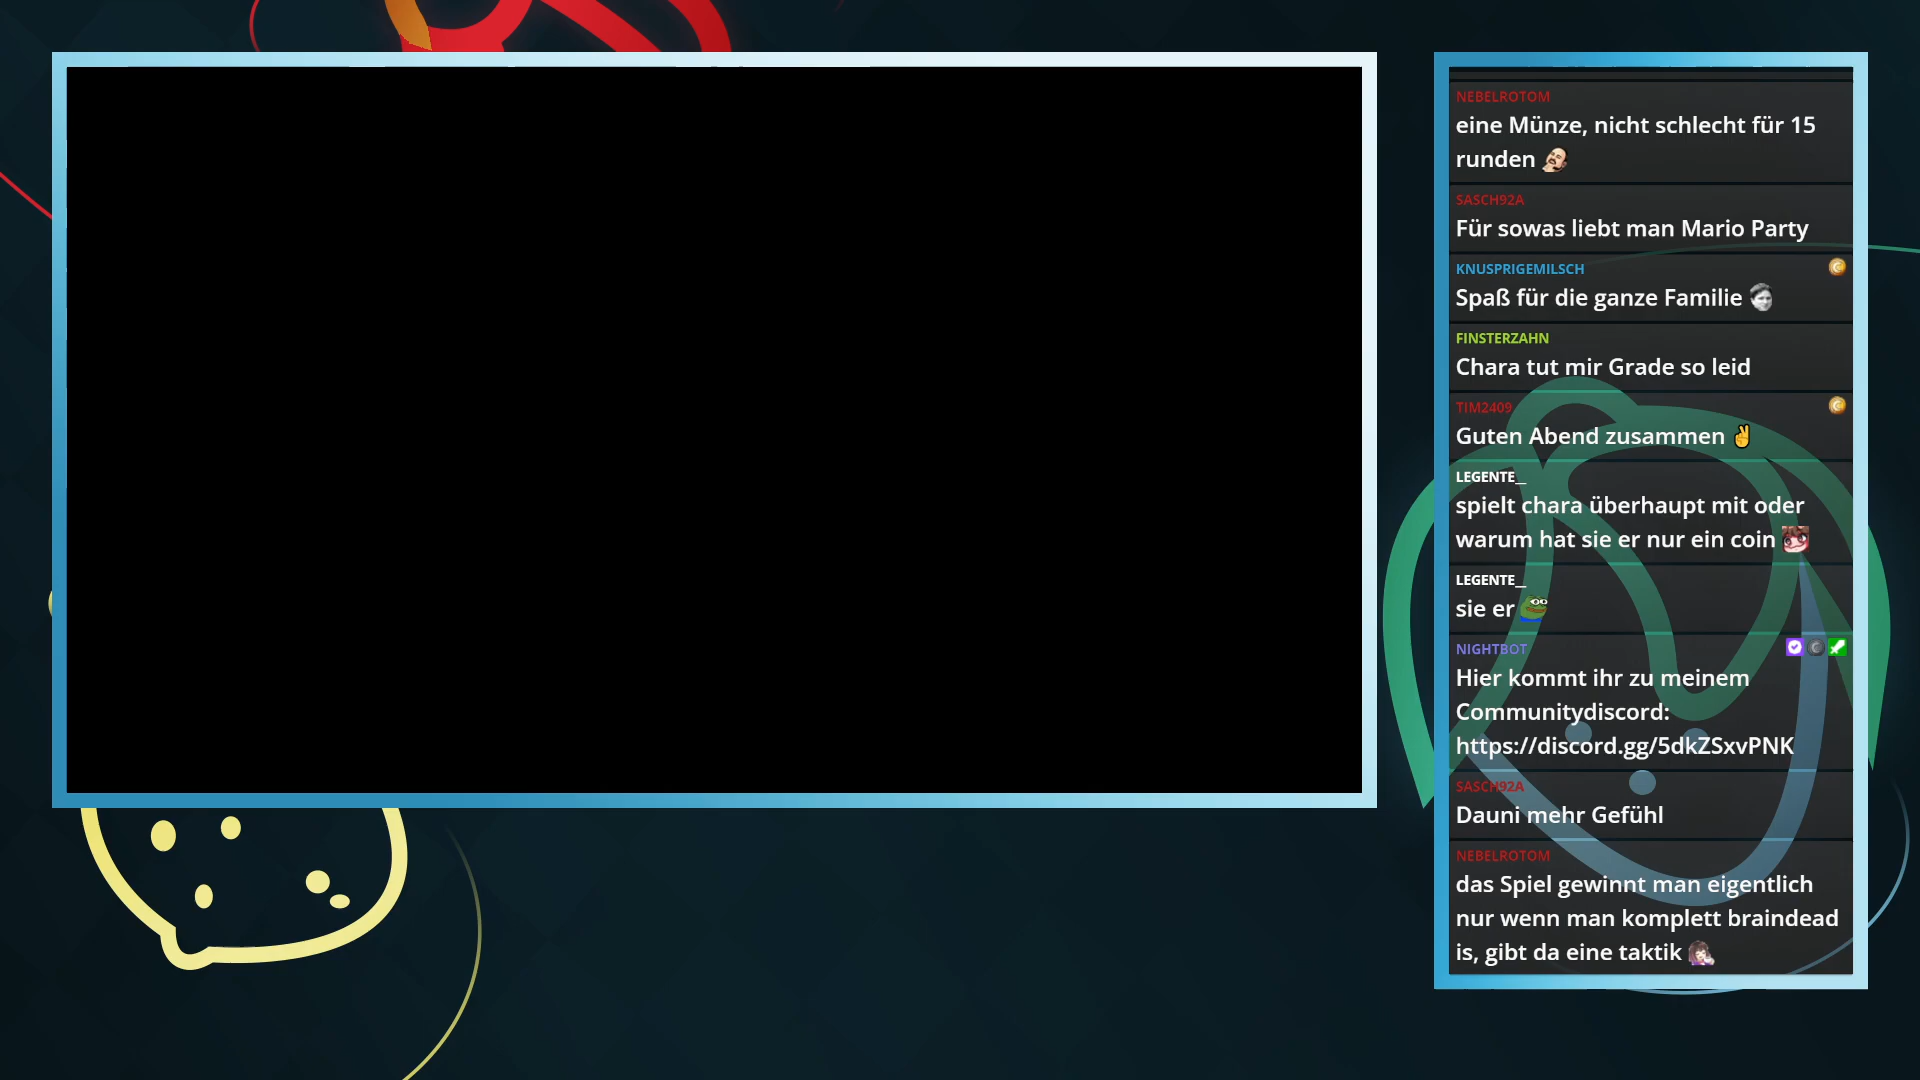 NEBELROTOM
eine Münze, nicht schlecht für 15
runden
SASCH92A
Für sowas liebt man Mario Party
KNUSPRIGEMILSCH
Spaß für die ganze Familie
FINSTERZAHN
Chara tut mir Grade so leid
TIM2409
Guten Abend zusammen ✌
LEGENTE__
spielt chara überhaupt mit oder
warum hat sie er nur ein coin
LEGENTE__
sie er
NIGHTBOT
Hier kommt ihr zu meinem
Communitydiscord:
https://discord.gg/5dkZSxvPNK
SASCH92A
Dauni mehr Gefühl
NEBELROTOM
das Spiel gewinnt man eigentlich
nur wenn man komplett braindead
is, gibt da eine taktik